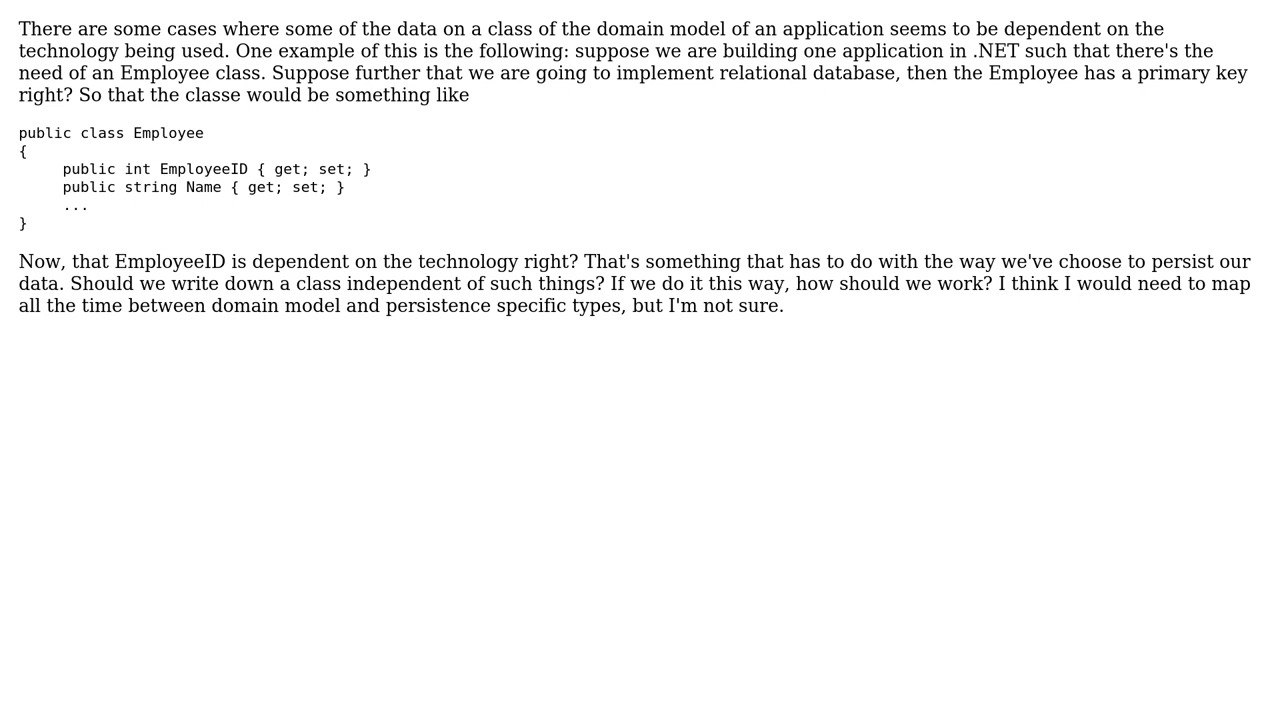 There are some cases where some of the data on a class of the domain model of an application seems to be dependent on the
technology being used. One example of this is the following: suppose we are building one application in .NET such that there's the
need of an Employee class. Suppose further that we are going to implement relational database, then the Employee has a primary key
right? So that the classe would be something like
public class Employee
{
     public int EmployeeID { get; set; }
     public string Name { get; set; }
     ...
}
Now, that EmployeeID is dependent on the technology right? That's something that has to do with the way we've choose to persist our
data. Should we write down a class independent of such things? If we do it this way, how should we work? I think I would need to map
all the time between domain model and persistence specific types, but I'm not sure.